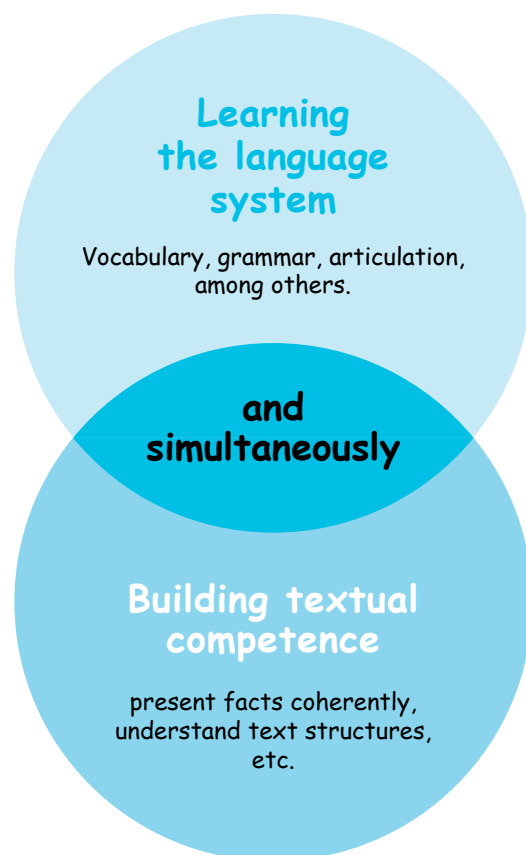 Learning
the language
system
Vocabulary, grammar, articulation,
among others.
and
simultaneously
Building textual
competence
present facts coherently,
understand text structures,
etc.